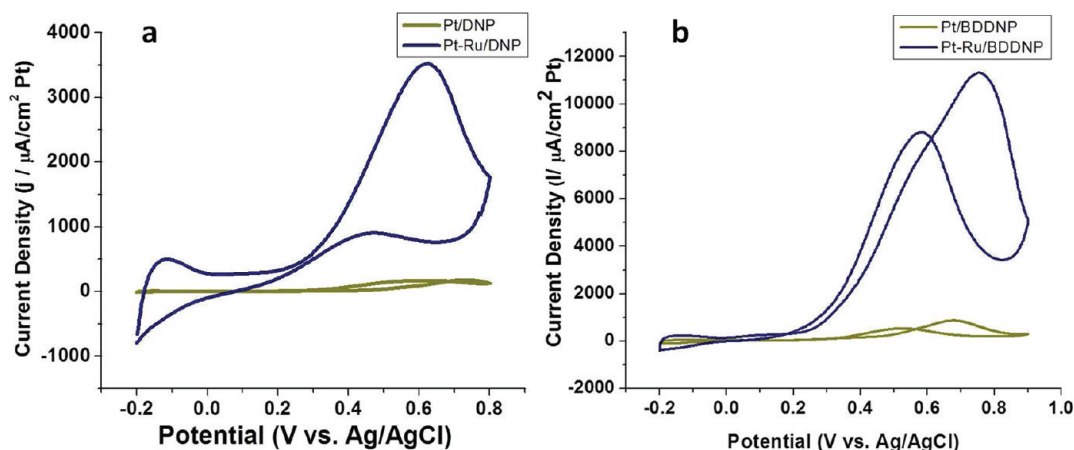 a
Pt/DNP
Pt-Ru/DNP
4000
3000
2000
1000
0
-1000
Current Density (j / µA/cm² Pt)
-0.2 0.0 0.2 0.4 0.6 0.8
Potential (V vs. Ag/AgCl)
b
Pt/BDDNP
Pt-Ru/BDDNP
12000
10000
8000
6000
4000
2000
0
-2000
Current Density (I/ µA/cm² Pt)
-0.2 0.0 0.2 0.4 0.6 0.8 1.0
Potential (V vs. Ag/AgCl)